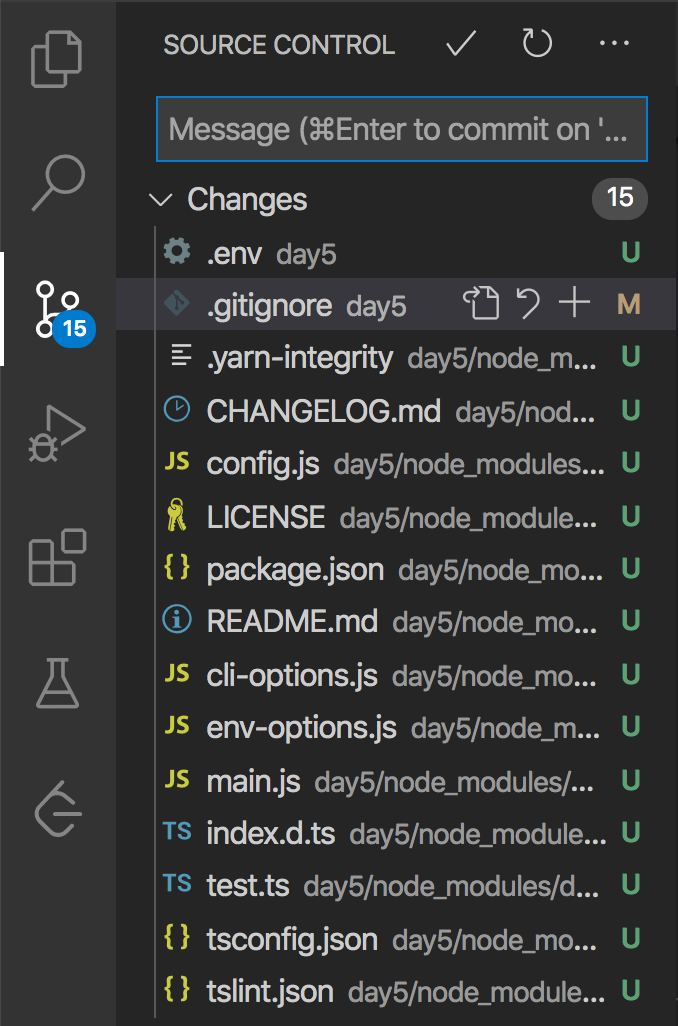 SOURCE CONTROL
Message (⌘Enter to commit on '...
Changes 15
.env day5 U
.gitignore day5 M
15
.yarn-integrity day5/node_m... U
CHANGELOG.md day5/nod... U
JS config.js day5/node_modules... U
LICENSE day5/node_module... U
{} package.json day5/node_mo... U
README.md day5/node_mo... U
JS cli-options.js day5/node_mo... U
JS env-options.js day5/node_m... U
JS main.js day5/node_modules/... U
TS index.d.ts day5/node_module... U
TS test.ts day5/node_modules/d... U
{} tsconfig.json day5/node_mo... U
{} tslint.json day5/node_module... U